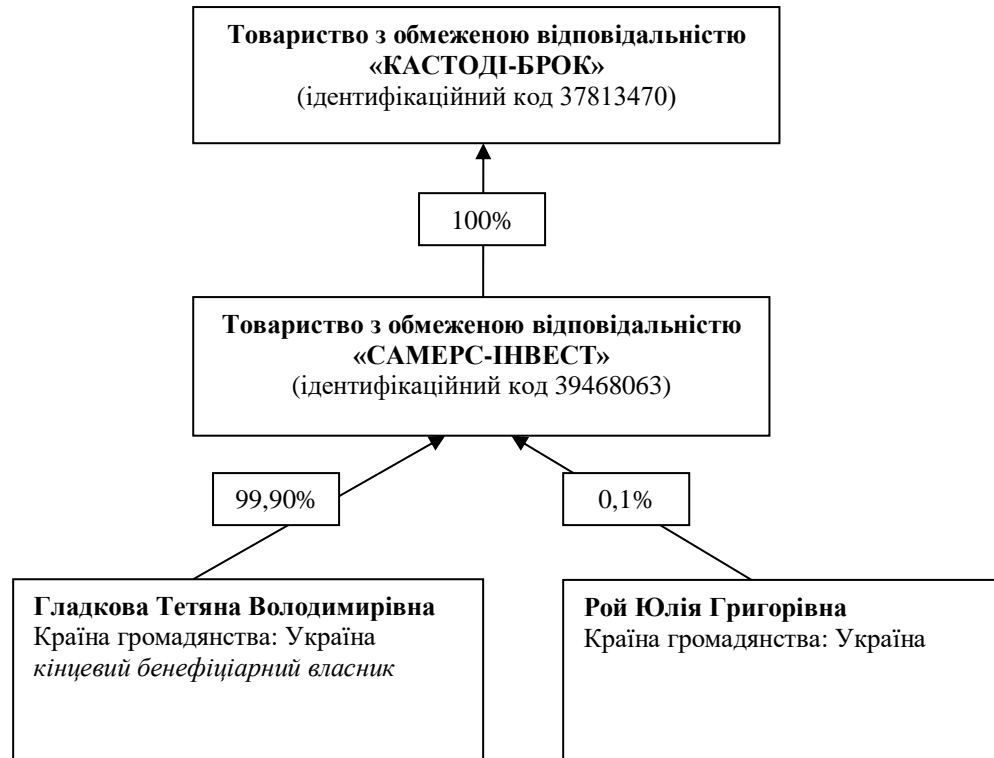 Товариство з обмеженою відповідальністю
«КАСТОДІ-БРОК»
(ідентифікаційний код 37813470)
100%
Товариство з обмеженою відповідальністю
«САМЕРС-ІНВЕСТ»
(ідентифікаційний код 39468063)
99,90%
0,1%
Гладкова Тетяна Володимирівна
Країна громадянства: Україна
кінцевий бенефіціарний власник
Рой Юлія Григорівна
Країна громадянства: Україна